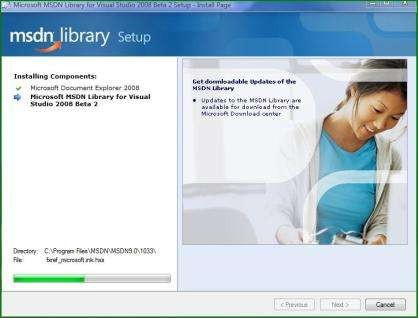 Microsoft MSDN Library for Visual Studio 2008 Beta 2 Setup - Install Page
msdn library Setup
Installing Components:
Microsoft Document Explorer 2008
Microsoft MSDN Library for Visual
Studio 2008 Beta 2
Get downloadable Updates of the
MSDN Library
Updates to the MSDN Library are
available for download from the
Microsoft Download center
Directory: C:\Program Files\MSDN\MSDN9.0\1033\
File: fxref_microsoft.ink.hxs
< Previous
Next >
Cancel